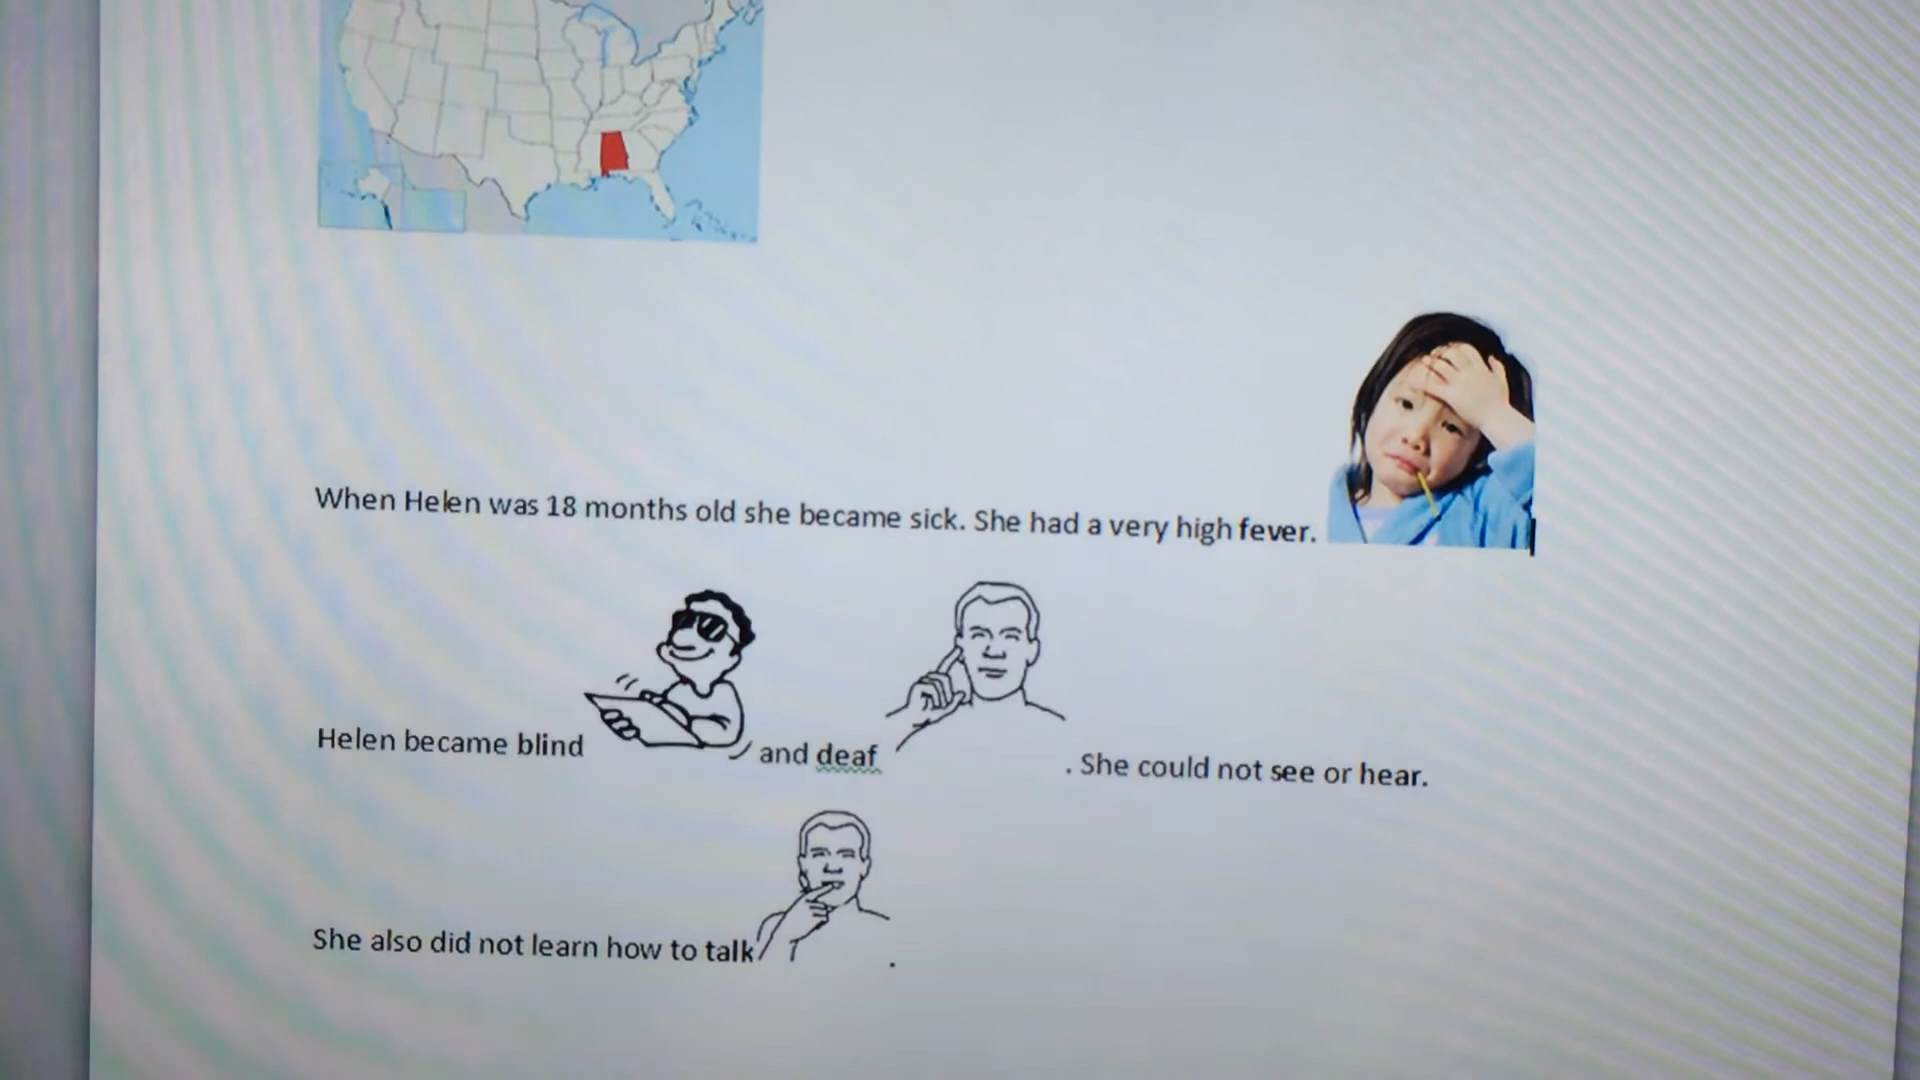 When Helen was 18 months old she became sick. She had a very high fever.
Helen became blind and deaf . She could not see or hear.
She also did not learn how to talk .